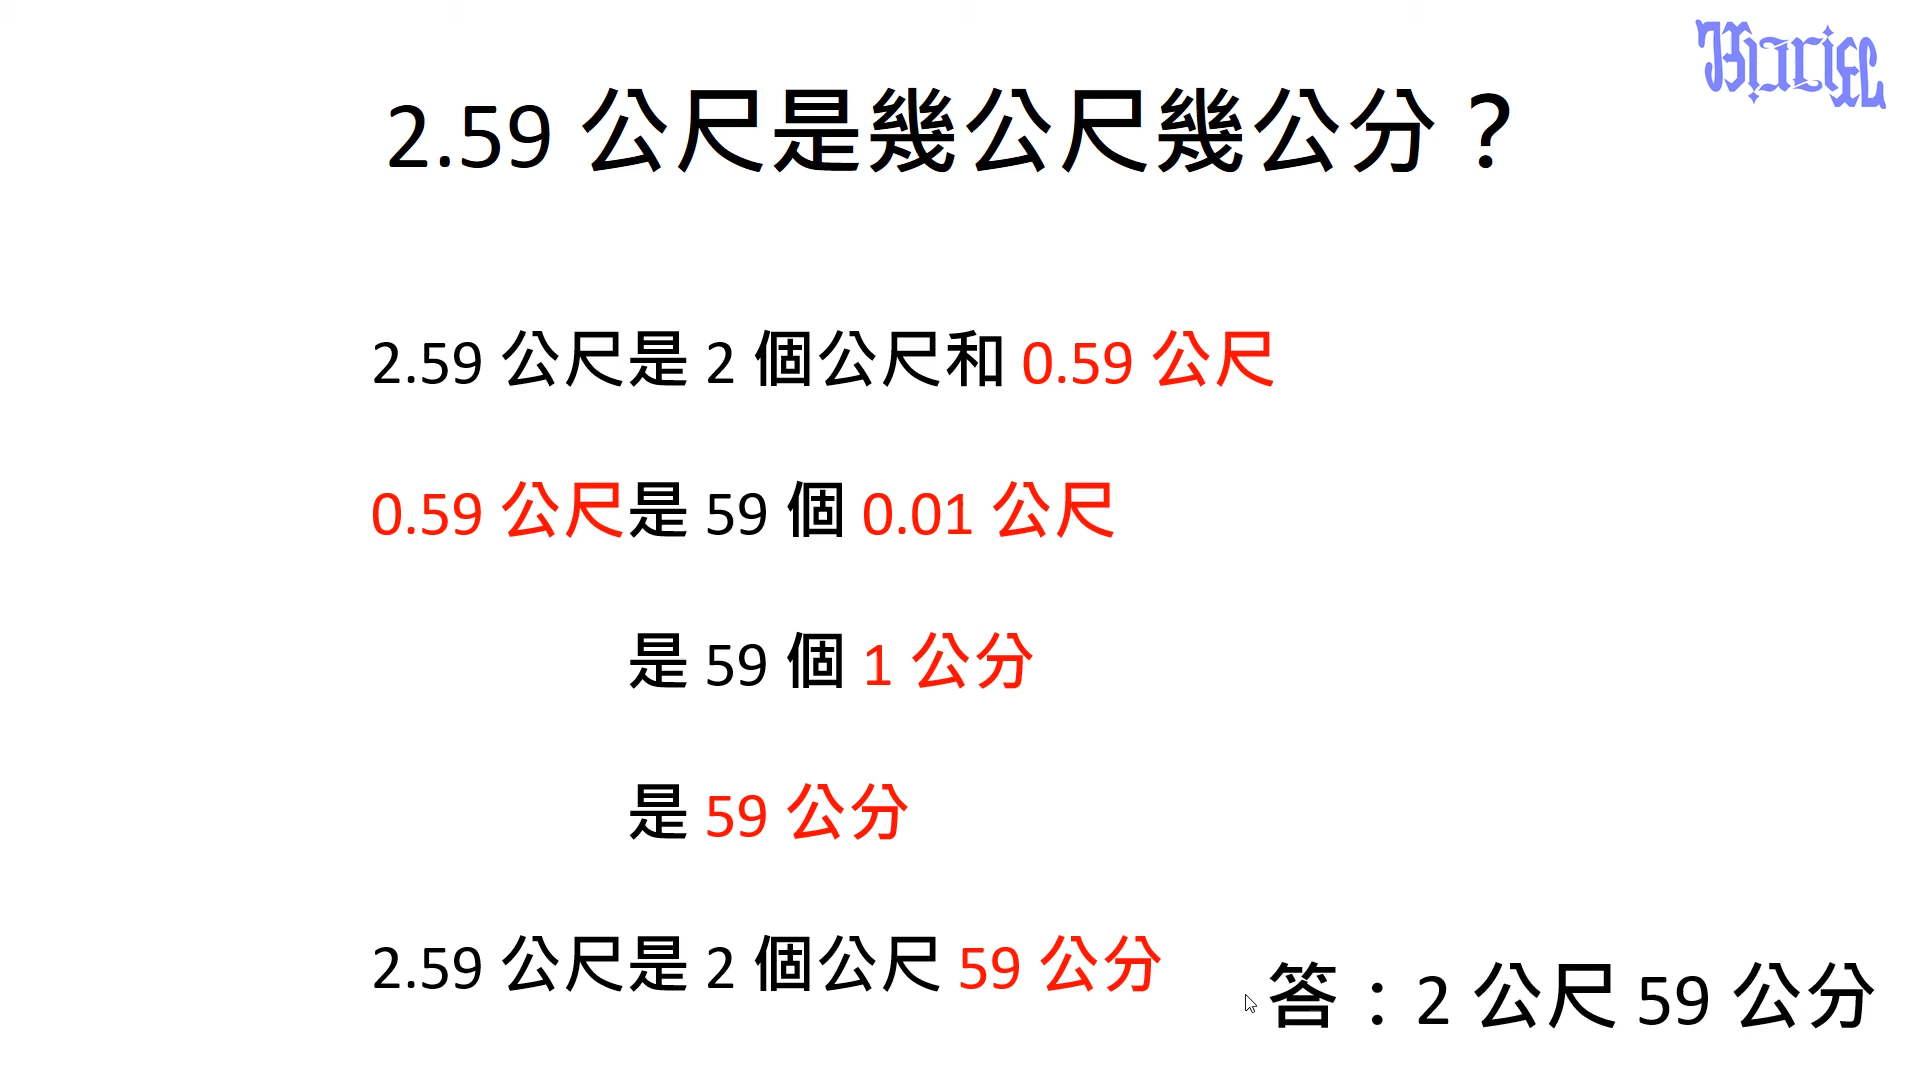 2.59 公尺是幾公尺幾公分？
2.59 公尺是 2 個公尺和 0.59 公尺
0.59 公尺是 59 個 0.01 公尺
是 59 個 1 公分
是 59 公分
2.59 公尺是 2 個公尺 59 公分
答：2 公尺 59 公分